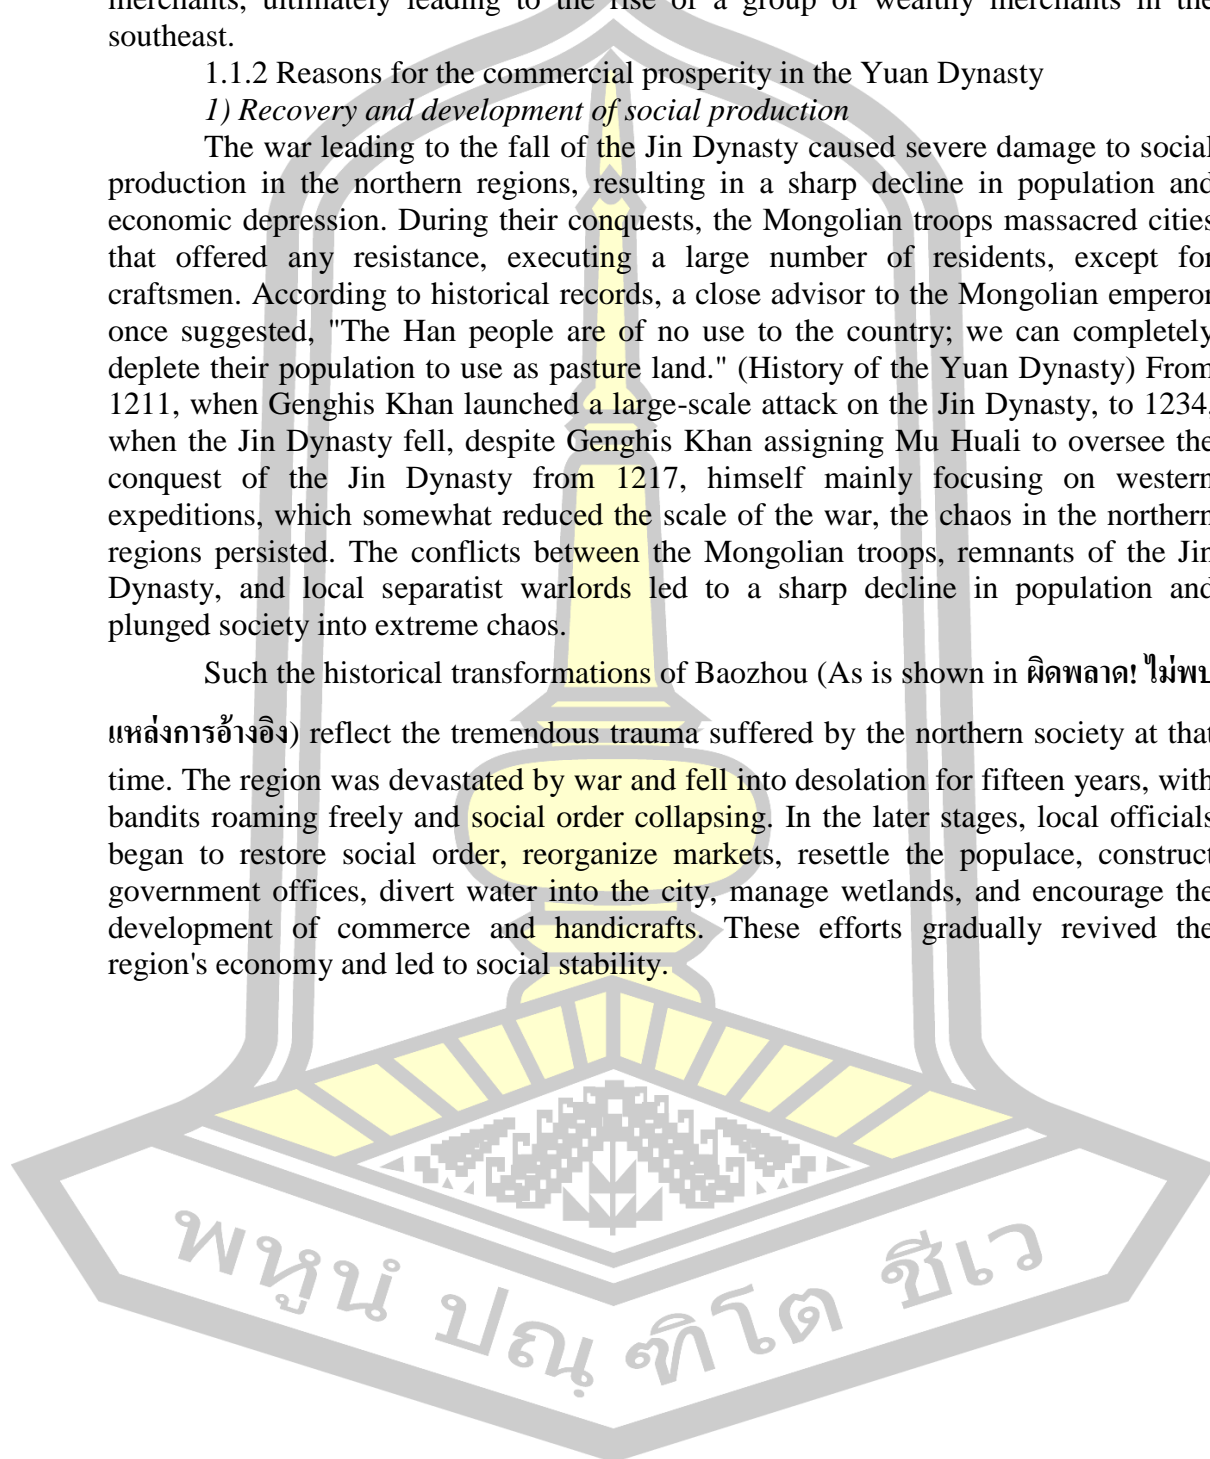 merchants, ultimately leading to the rise of a group of wealthy merchants in the
southeast.
1.1.2 Reasons for the commercial prosperity in the Yuan Dynasty
1) Recovery and development of social production
The war leading to the fall of the Jin Dynasty caused severe damage to social
production in the northern regions, resulting in a sharp decline in population and
economic depression. During their conquests, the Mongolian troops massacred cities
that offered any resistance, executing a large number of residents, except for
craftsmen. According to historical records, a close advisor to the Mongolian emperor
once suggested, "The Han people are of no use to the country; we can completely
deplete their population to use as pasture land." (History of the Yuan Dynasty) From
1211, when Genghis Khan launched a large-scale attack on the Jin Dynasty, to 1234,
when the Jin Dynasty fell, despite Genghis Khan assigning Mu Huali to oversee the
conquest of the Jin Dynasty from 1217, himself mainly focusing on western
expeditions, which somewhat reduced the scale of the war, the chaos in the northern
regions persisted. The conflicts between the Mongolian troops, remnants of the Jin
Dynasty, and local separatist warlords led to a sharp decline in population and
plunged society into extreme chaos.
Such the historical transformations of Baozhou (As is shown in ผิดพลาด! ไม่พบ
แหล่งการอ้างอิง) reflect the tremendous trauma suffered by the northern society at that
time. The region was devastated by war and fell into desolation for fifteen years, with
bandits roaming freely and social order collapsing. In the later stages, local officials
began to restore social order, reorganize markets, resettle the populace, construct
government offices, divert water into the city, manage wetlands, and encourage the
development of commerce and handicrafts. These efforts gradually revived the
region's economy and led to social stability.
พหูนํ ปณฺฑิโต ชีเว